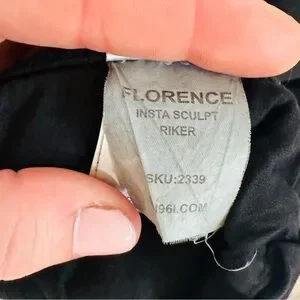 FLORENCE
INSTA SCULPT
RIKER
SKU:2339